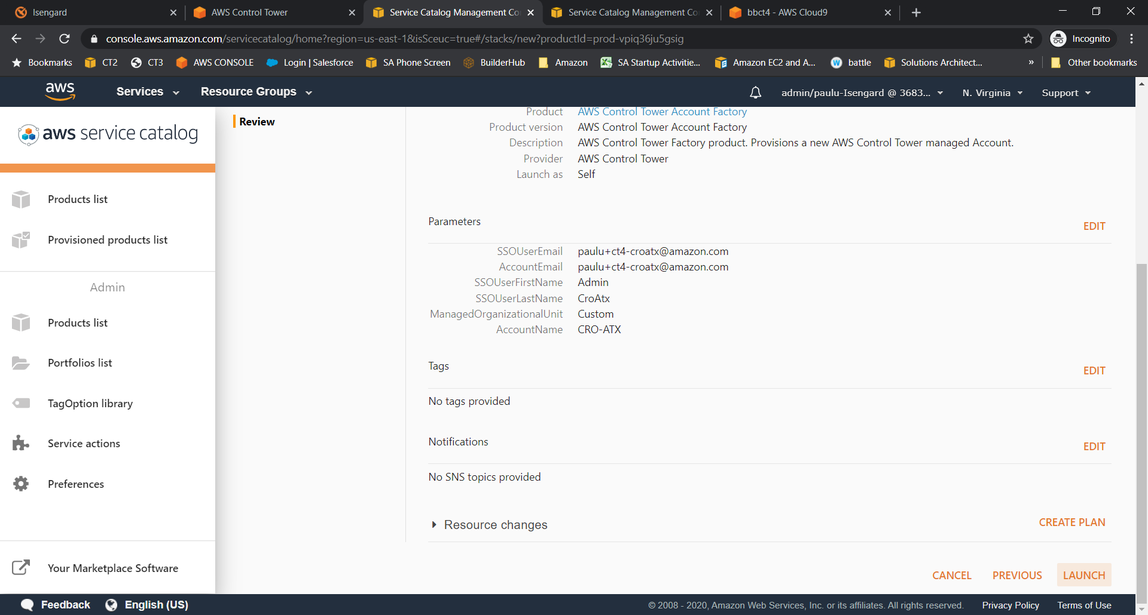 Isengard
AWS Control Tower
Service Catalog Management Co
Service Catalog Management Co
bbct4 - AWS Cloud9
console.aws.amazon.com/servicecatalog/home?region=us-east-1&isSceuc=true#/stacks/new?productId=prod-vpiq36ju5gsig
Incognito
Bookmarks
CT2
CT3
AWS CONSOLE
Login | Salesforce
SA Phone Screen
BuilderHub
Amazon
SA Startup Activitie...
Amazon EC2 and A...
battle
Solutions Architect...
»
Other bookmarks
aws
Services
Resource Groups
admin/paulu-Isengard @ 3683...
N. Virginia
Support
aws service catalog
Products list
Provisioned products list
Admin
Products list
Portfolios list
TagOption library
Service actions
Preferences
Your Marketplace Software
Review
Product AWS Control Tower Account Factory
Product version AWS Control Tower Account Factory
Description AWS Control Tower Factory product. Provisions a new AWS Control Tower managed Account.
Provider AWS Control Tower
Launch as Self
Parameters
EDIT
SSOUserEmail paulu+ct4-croatx@amazon.com
AccountEmail paulu+ct4-croatx@amazon.com
SSOUserFirstName Admin
SSOUserLastName CroAtx
ManagedOrganizationalUnit Custom
AccountName CRO-ATX
Tags
EDIT
No tags provided
Notifications
EDIT
No SNS topics provided
Resource changes
CREATE PLAN
CANCEL
PREVIOUS
LAUNCH
Feedback
English (US)
© 2008 - 2020, Amazon Web Services, Inc. or its affiliates. All rights reserved.
Privacy Policy
Terms of Use